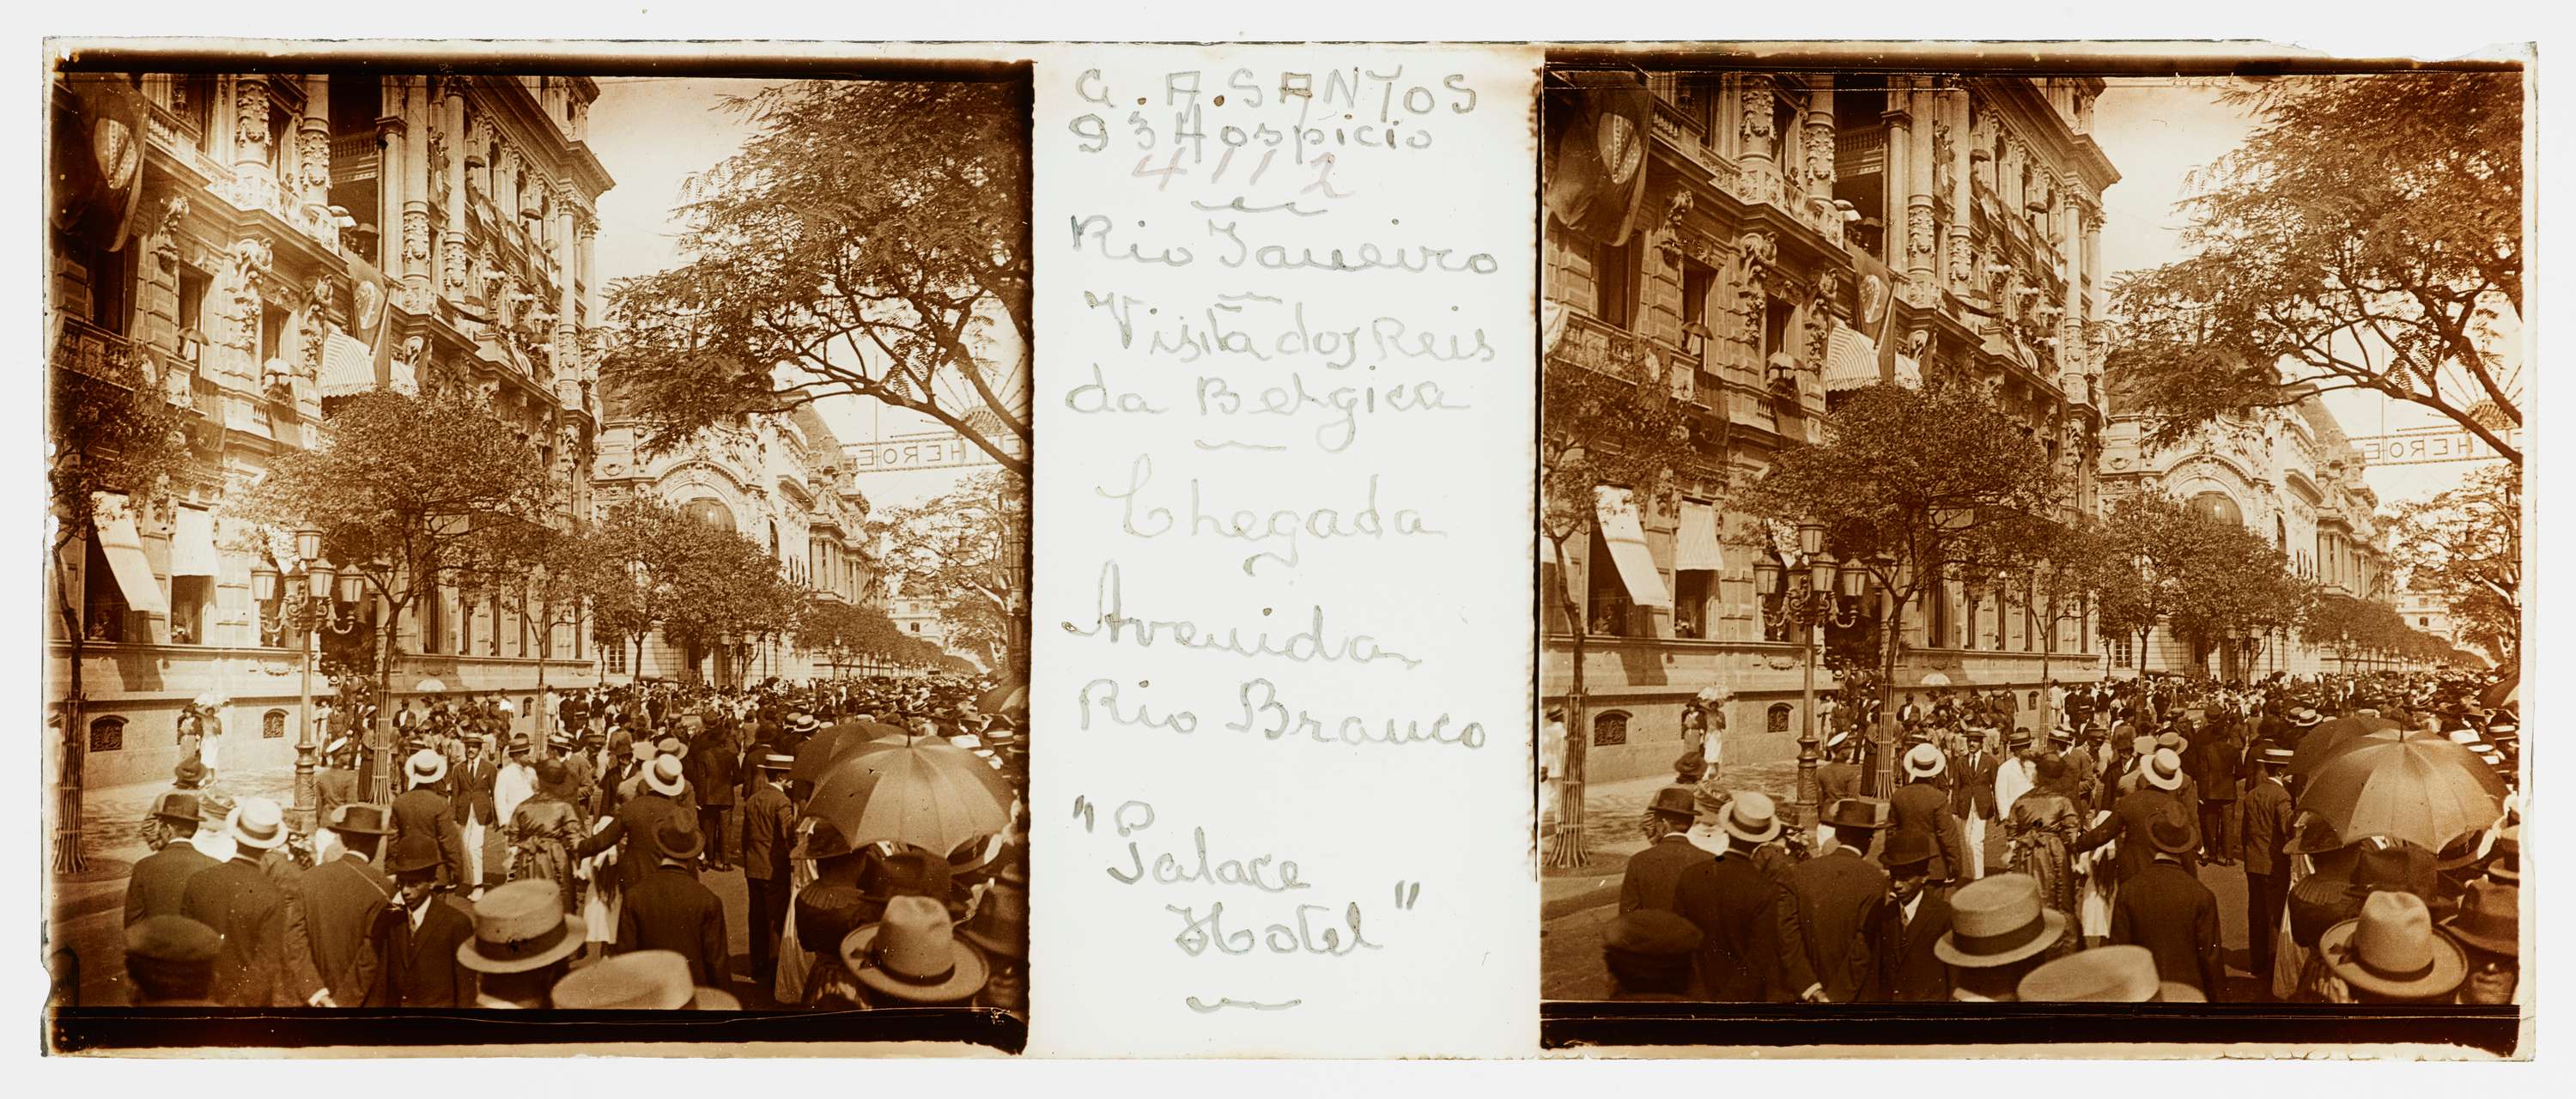 G. A. SANTOS
93 Hospicio
4112
Rio Janeiro
Visita dos Reis
da Belgica
Chegada
Avenida
Rio Branco
"Palace
Hotel"
HEROE
HEROE